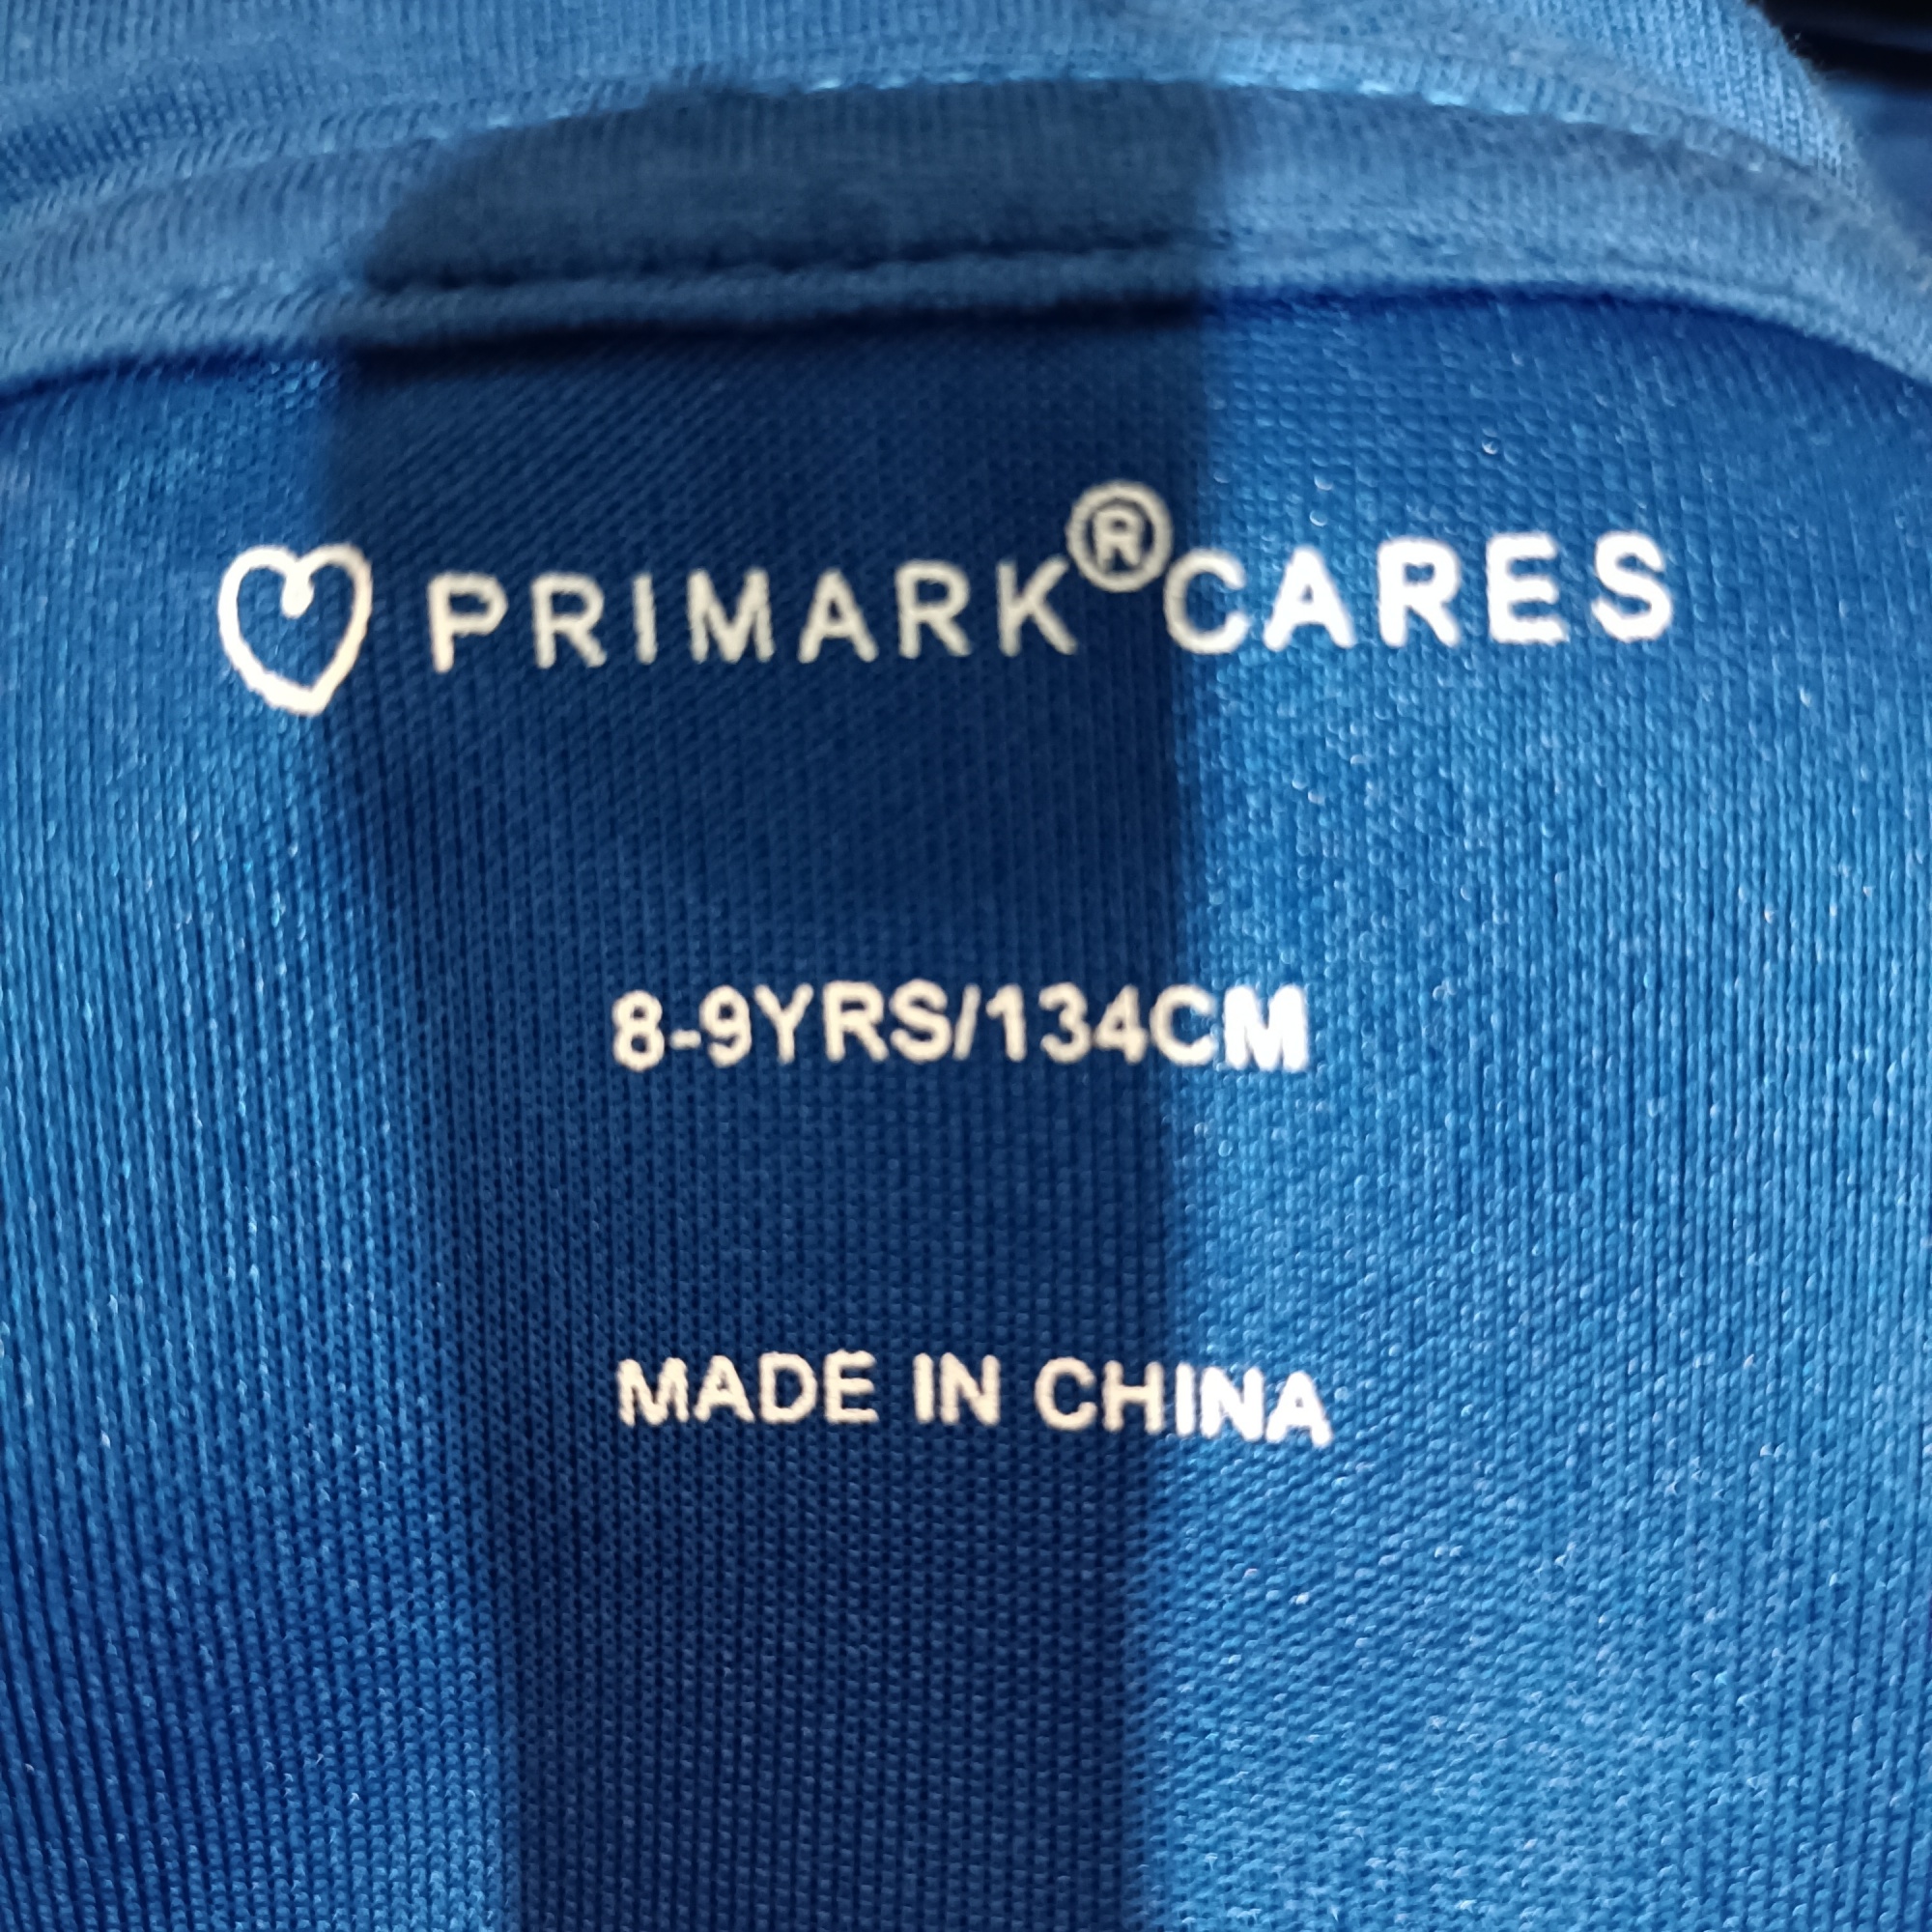 PRIMARK® CARES
8-9YRS/134CM
MADE IN CHINA